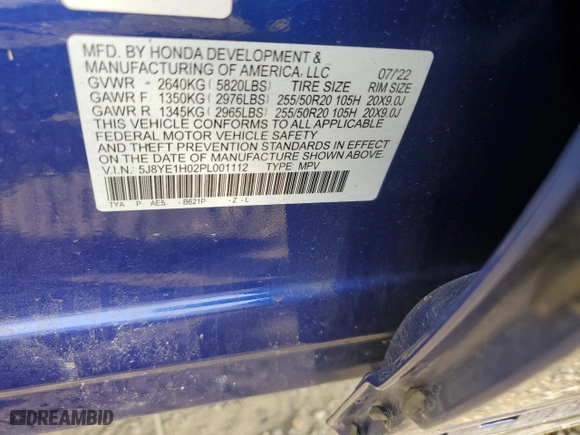 MFD. BY HONDA DEVELOPMENT &
MANUFACTURING OF AMERICA, LLC 07/'22
GVWR - 2640KG ( 5820LBS) TIRE SIZE RIM SIZE
GAWR F 1350KG ( 2976LBS) 255/50R20 105H 20X9.0J
GAWR R 1345KG ( 2965LBS) 255/50R20 105H 20X9.0J
THIS VEHICLE CONFORMS TO ALL APPLICABLE
FEDERAL MOTOR VEHICLE SAFETY
AND THEFT PREVENTION STANDARDS IN EFFECT
ON THE DATE OF MANUFACTURE SHOWN ABOVE.
V.I.N.: 5J8YE1H02PL001112 TYPE MPV
TYA P AE5. - B621P - Z - L
DREAMBID